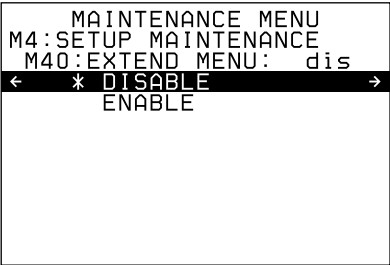 MAINTENANCE MENU
M4:SETUP MAINTENANCE
M40:EXTEND MENU: dis
← * DISABLE →
ENABLE